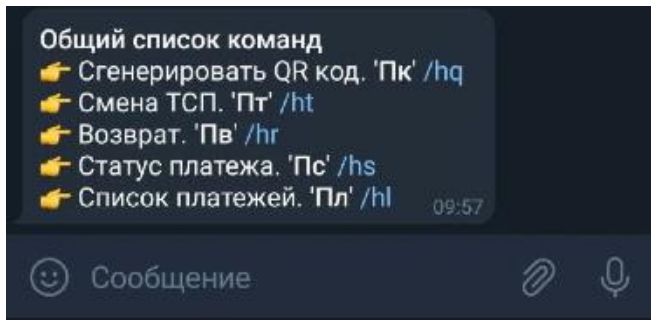 Общий список команд
👉 Сгенерировать QR код. 'Пк' /hq
👉 Смена ТСП. 'Пт' /ht
👉 Возврат. 'Пв' /hr
👉 Статус платежа. 'Пс' /hs
👉 Список платежей. 'Пл' /hl
09:57
Сообщение